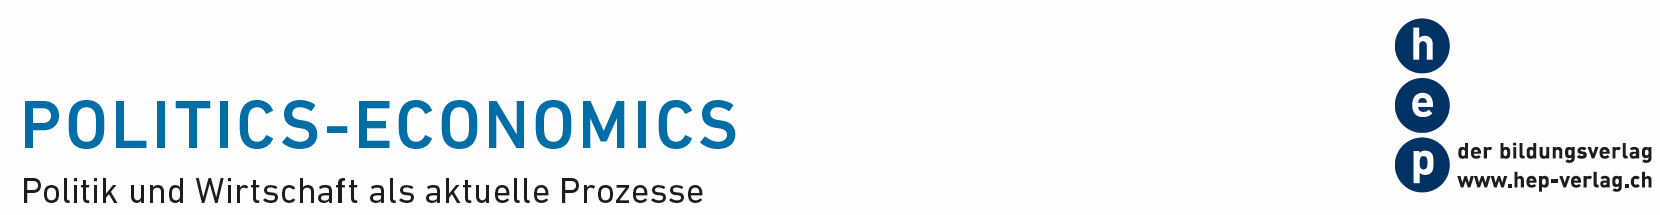 POLITICS-ECONOMICS
Politik und Wirtschaft als aktuelle Prozesse
h
e
p
der bildungsverlag
www.hep-verlag.ch